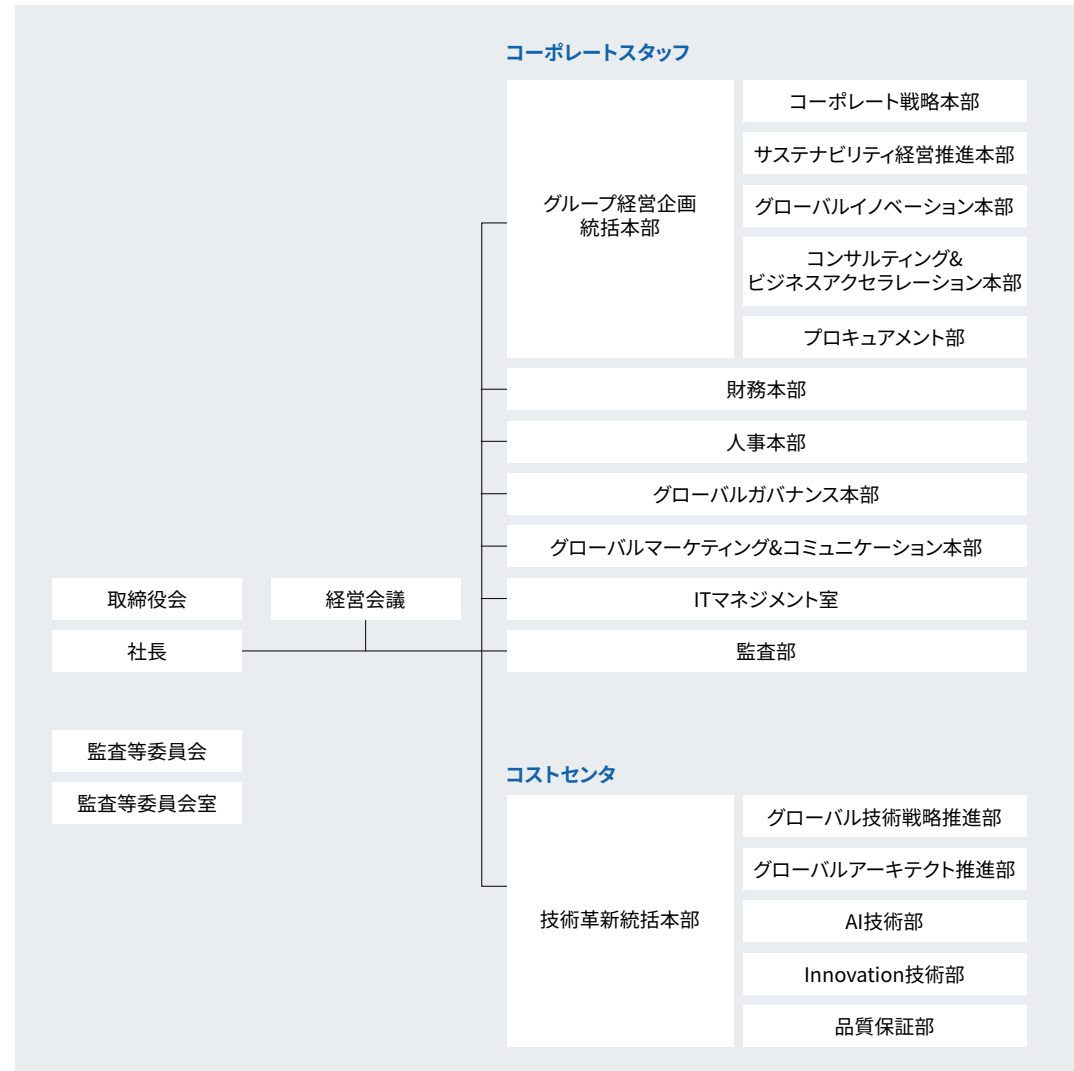 コーポレートスタッフ
グループ経営企画
統括本部
コーポレート戦略本部
サステナビリティ経営推進本部
グローバルイノベーション本部
コンサルティング&
ビジネスアクセラレーション本部
プロキュアメント部
財務本部
人事本部
グローバルガバナンス本部
グローバルマーケティング&コミュニケーション本部
取締役会
経営会議
ITマネジメント室
社長
監査部
監査等委員会
監査等委員会室
コストセンタ
技術革新統括本部
グローバル技術戦略推進部
グローバルアーキテクト推進部
AI技術部
Innovation技術部
品質保証部